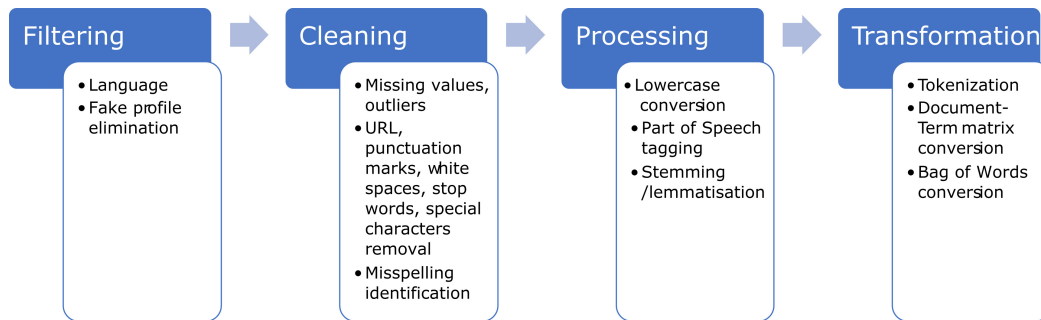 Filtering
• Language
• Fake profile
elimination
Cleaning
• Missing values,
outliers
• URL,
punctuation
marks, white
spaces, stop
words, special
characters
removal
• Misspelling
identification
Processing
• Lowercase
conversion
• Part of Speech
tagging
• Stemming
/lemmatisation
Transformation
• Tokenization
• Document-
Term matrix
conversion
• Bag of Words
conversion